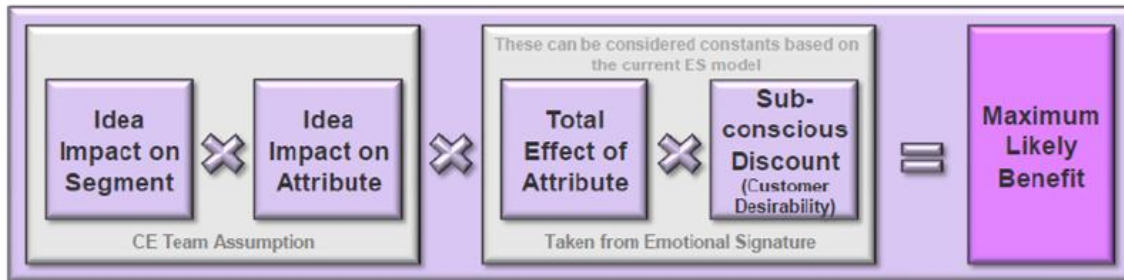 These can be considered constants based on
the current ES model
Idea
Impact on
Segment
Idea
Impact on
Attribute
Total
Effect of
Attribute
Sub-
conscious
Discount
(Customer
Desirability)
Maximum
Likely
Benefit
CE Team Assumption
Taken from Emotional Signature